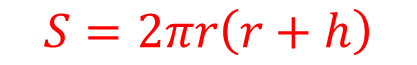 S = 2πr(r + h)